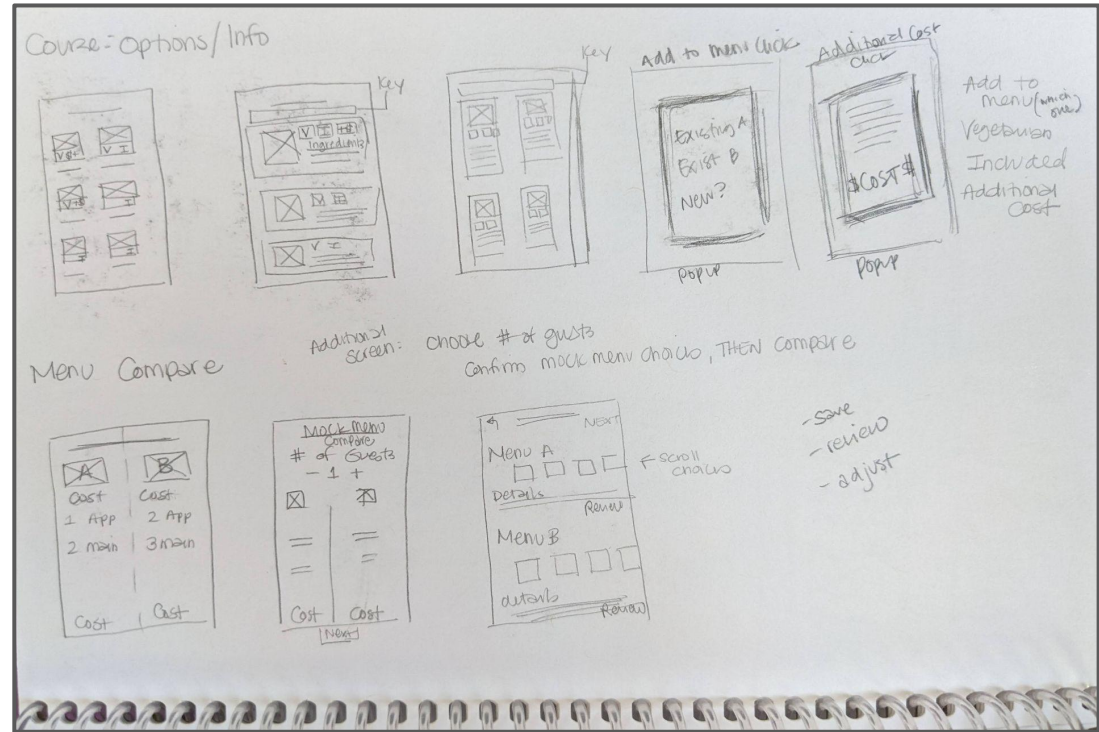 Course: Options/Info
Key
V I +$
Ingredients
V I
Key
Add to menu click
Existing A
Exist B
New?
Popup
Additional Cost
click
$COST$
Popup
Add to
menu (which
one)
Vegetarian
Included
Additional
Cost
Additional
screen: choose # of gusts
Confirm mock menu choices, THEN compare
Menu Compare
A B
Cost Cost
1 App 2 App
2 main 3 main
Cost Cost
Mock Menu
Compare
# of Guests
- 1 +
Cost Cost
Next
NEXT
Menu A
Details
Review
Menu B
details
Review
← scroll
choices
- save
- review
- adjust